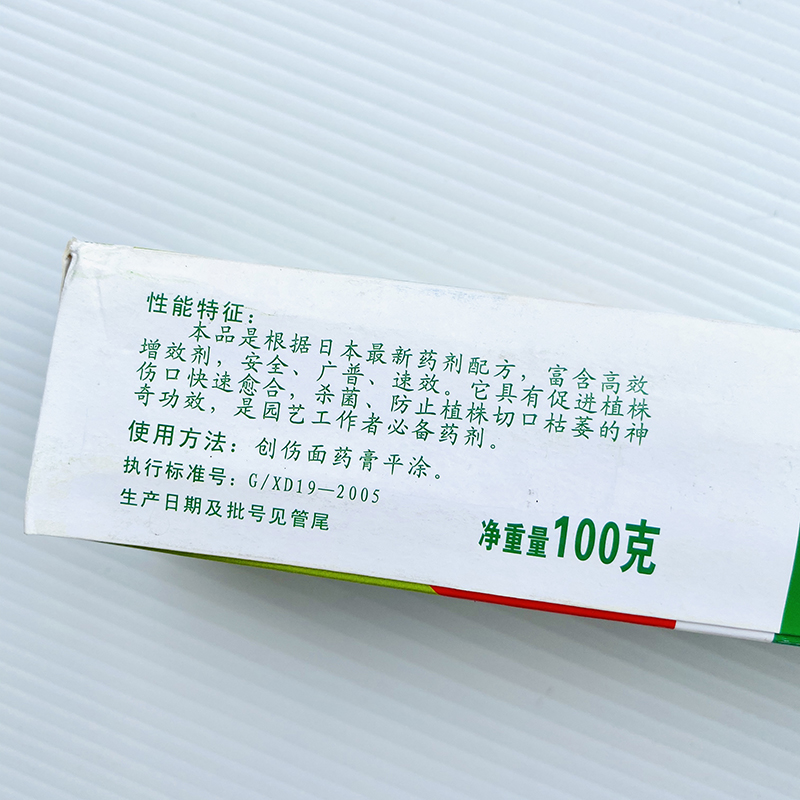 性能特征：
本品是根据日本最新药剂配方，富含高效
增效剂，安全、广普、速效。它具有促进植株
伤口快速愈合，杀菌、防止植株切口枯萎的神
奇功效，是园艺工作者必备药剂。
使用方法：创伤面药膏平涂。
执行标准号：G/XD19—2005
生产日期及批号见管尾
净重量100克